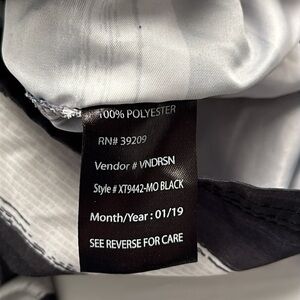 100% POLYESTER
RN# 39209
Vendor # VNDRSN
Style # XT9442-MO BLACK
Month/Year : 01/19
SEE REVERSE FOR CARE